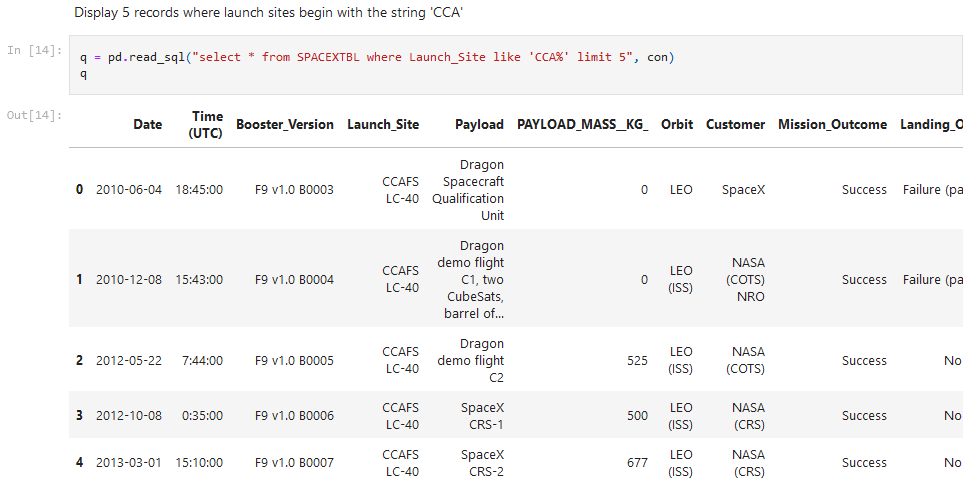 Display 5 records where launch sites begin with the string 'CCA'
In [14]:
q = pd.read_sql("select * from SPACEXTBL where Launch_Site like 'CCA%' limit 5", con)
q
Out[14]:
Date Time (UTC) Booster_Version Launch_Site Payload PAYLOAD_MASS__KG_ Orbit Customer Mission_Outcome Landing_O
0 2010-06-04 18:45:00 F9 v1.0 B0003 CCAFS LC-40 Dragon Spacecraft Qualification Unit 0 LEO SpaceX Success Failure (pa
1 2010-12-08 15:43:00 F9 v1.0 B0004 CCAFS LC-40 Dragon demo flight C1, two CubeSats, barrel of... 0 LEO (ISS) NASA (COTS) NRO Success Failure (pa
2 2012-05-22 7:44:00 F9 v1.0 B0005 CCAFS LC-40 Dragon demo flight C2 525 LEO (ISS) NASA (COTS) Success No
3 2012-10-08 0:35:00 F9 v1.0 B0006 CCAFS LC-40 SpaceX CRS-1 500 LEO (ISS) NASA (CRS) Success No
4 2013-03-01 15:10:00 F9 v1.0 B0007 CCAFS LC-40 SpaceX CRS-2 677 LEO (ISS) NASA (CRS) Success No